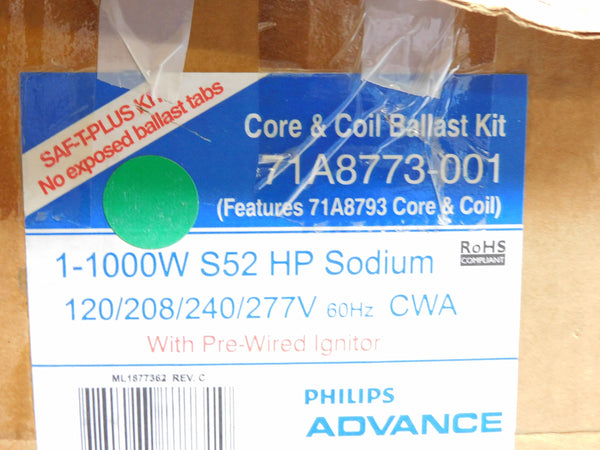 SAF-T-PLUS KIT
No exposed ballast tabs
Core & Coil Ballast Kit
71A8773-001
(Features 71A8793 Core & Coil)
1-1000W S52 HP Sodium
RoHS
COMPLIANT
120/208/240/277V 60Hz CWA
With Pre-Wired Ignitor
ML1877362 REV. C
PHILIPS
ADVANCE